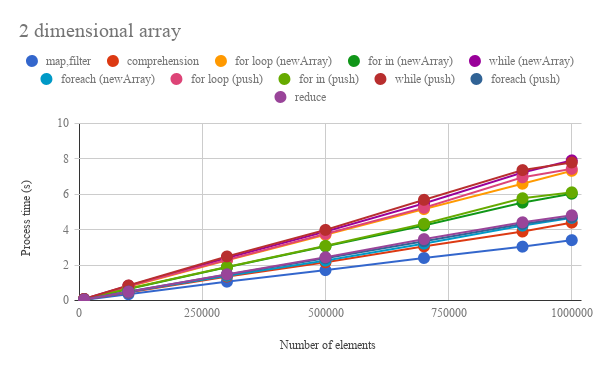 2 dimensional array
map,filter comprehension for loop (newArray) for in (newArray) while (newArray)
foreach (newArray) for loop (push) for in (push) while (push) foreach (push)
reduce
10
8
6
4
2
0
Process time (s)
0 250000 500000 750000 1000000
Number of elements